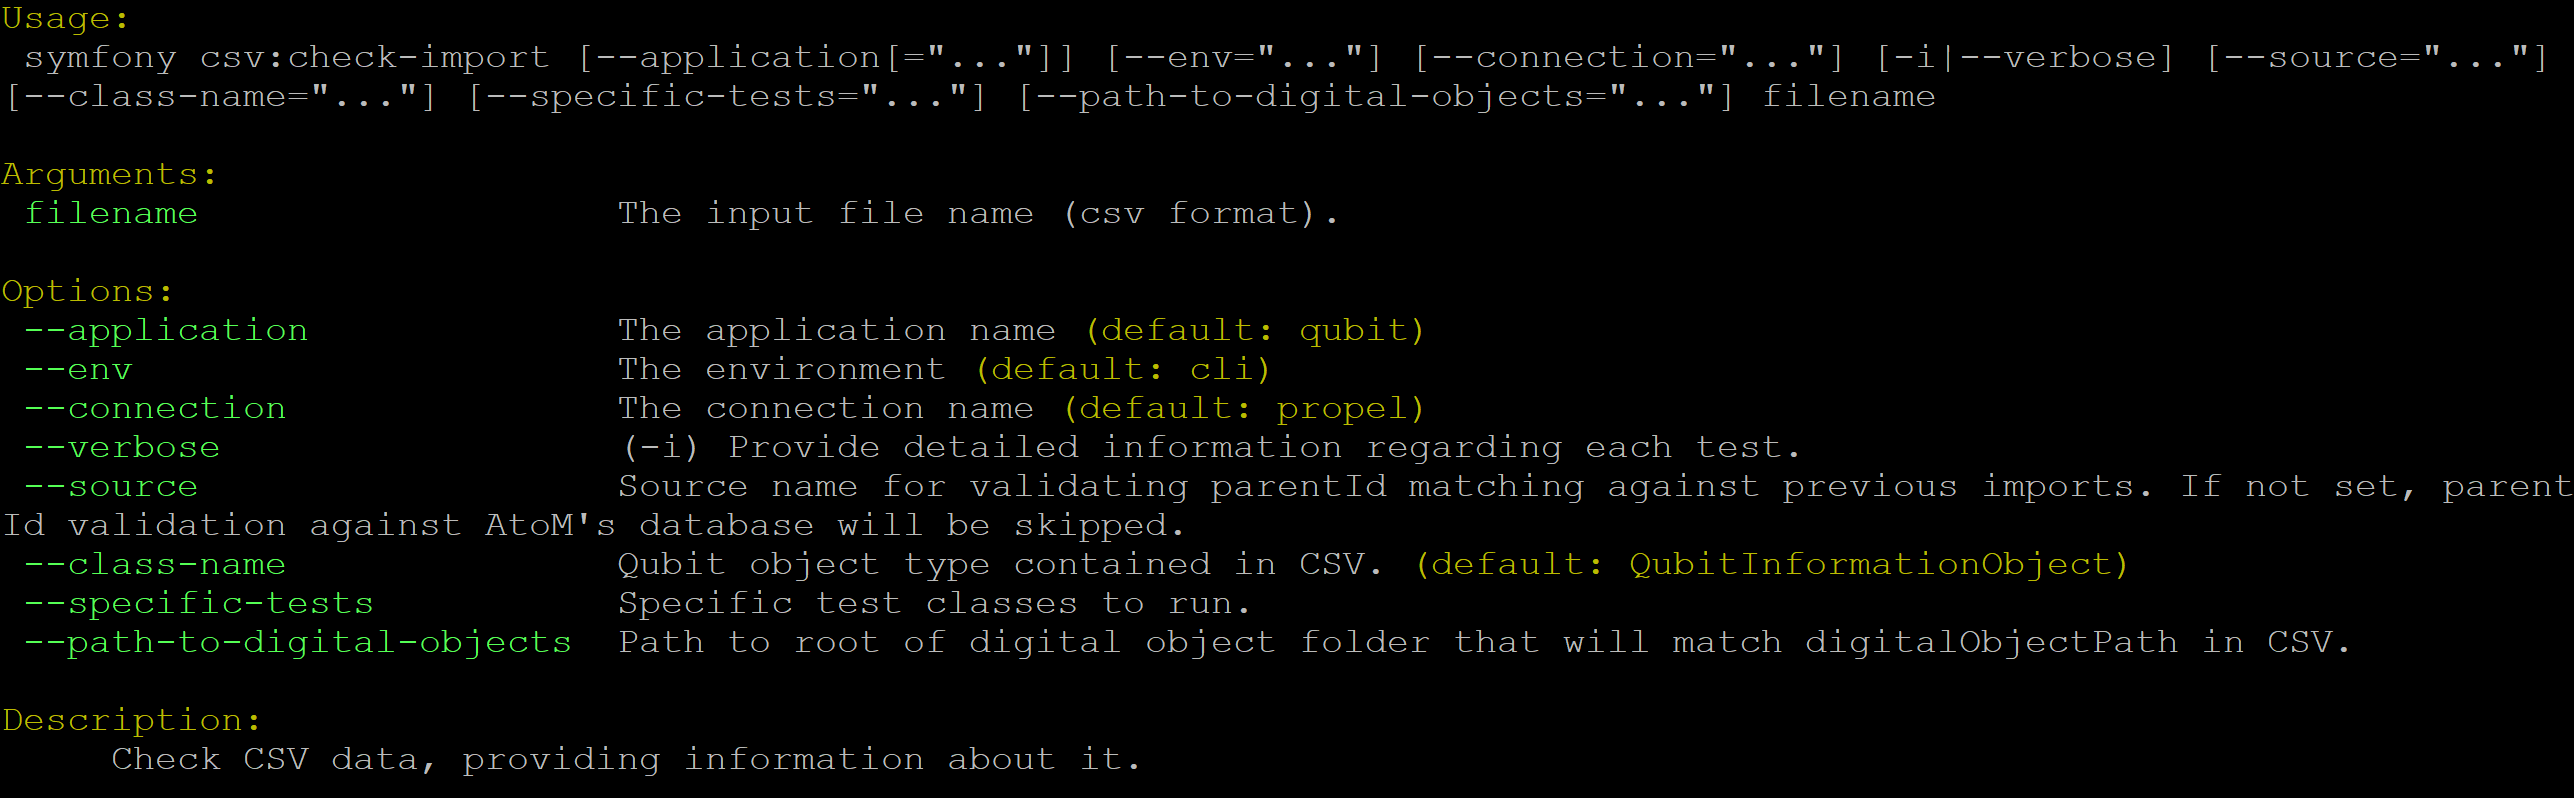 Usage:
 symfony csv:check-import [--application[="..."]] [--env="..."] [--connection="..."] [-i|--verbose] [--source="..."]
[--class-name="..."] [--specific-tests="..."] [--path-to-digital-objects="..."] filename

Arguments:
 filename                   The input file name (csv format).

Options:
 --application              The application name (default: qubit)
 --env                      The environment (default: cli)
 --connection               The connection name (default: propel)
 --verbose                  (-i) Provide detailed information regarding each test.
 --source                   Source name for validating parentId matching against previous imports. If not set, parent
Id validation against AtoM's database will be skipped.
 --class-name               Qubit object type contained in CSV. (default: QubitInformationObject)
 --specific-tests           Specific test classes to run.
 --path-to-digital-objects  Path to root of digital object folder that will match digitalObjectPath in CSV.

Description:
     Check CSV data, providing information about it.